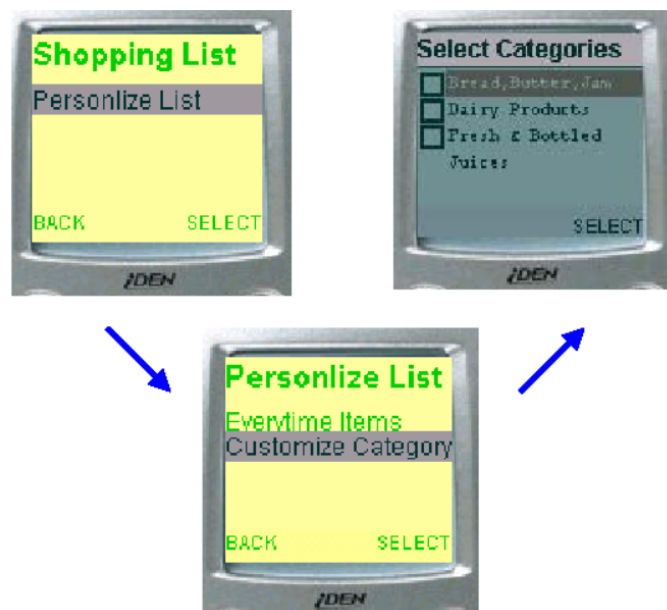 Shopping List
Personlize List
BACK SELECT
iDEN
Select Categories
Bread,Butter,Jam
Dairy Products
Fresh & Bottled
Juices
SELECT
iDEN
Personlize List
Everytime Items
Customize Category
BACK SELECT
iDEN